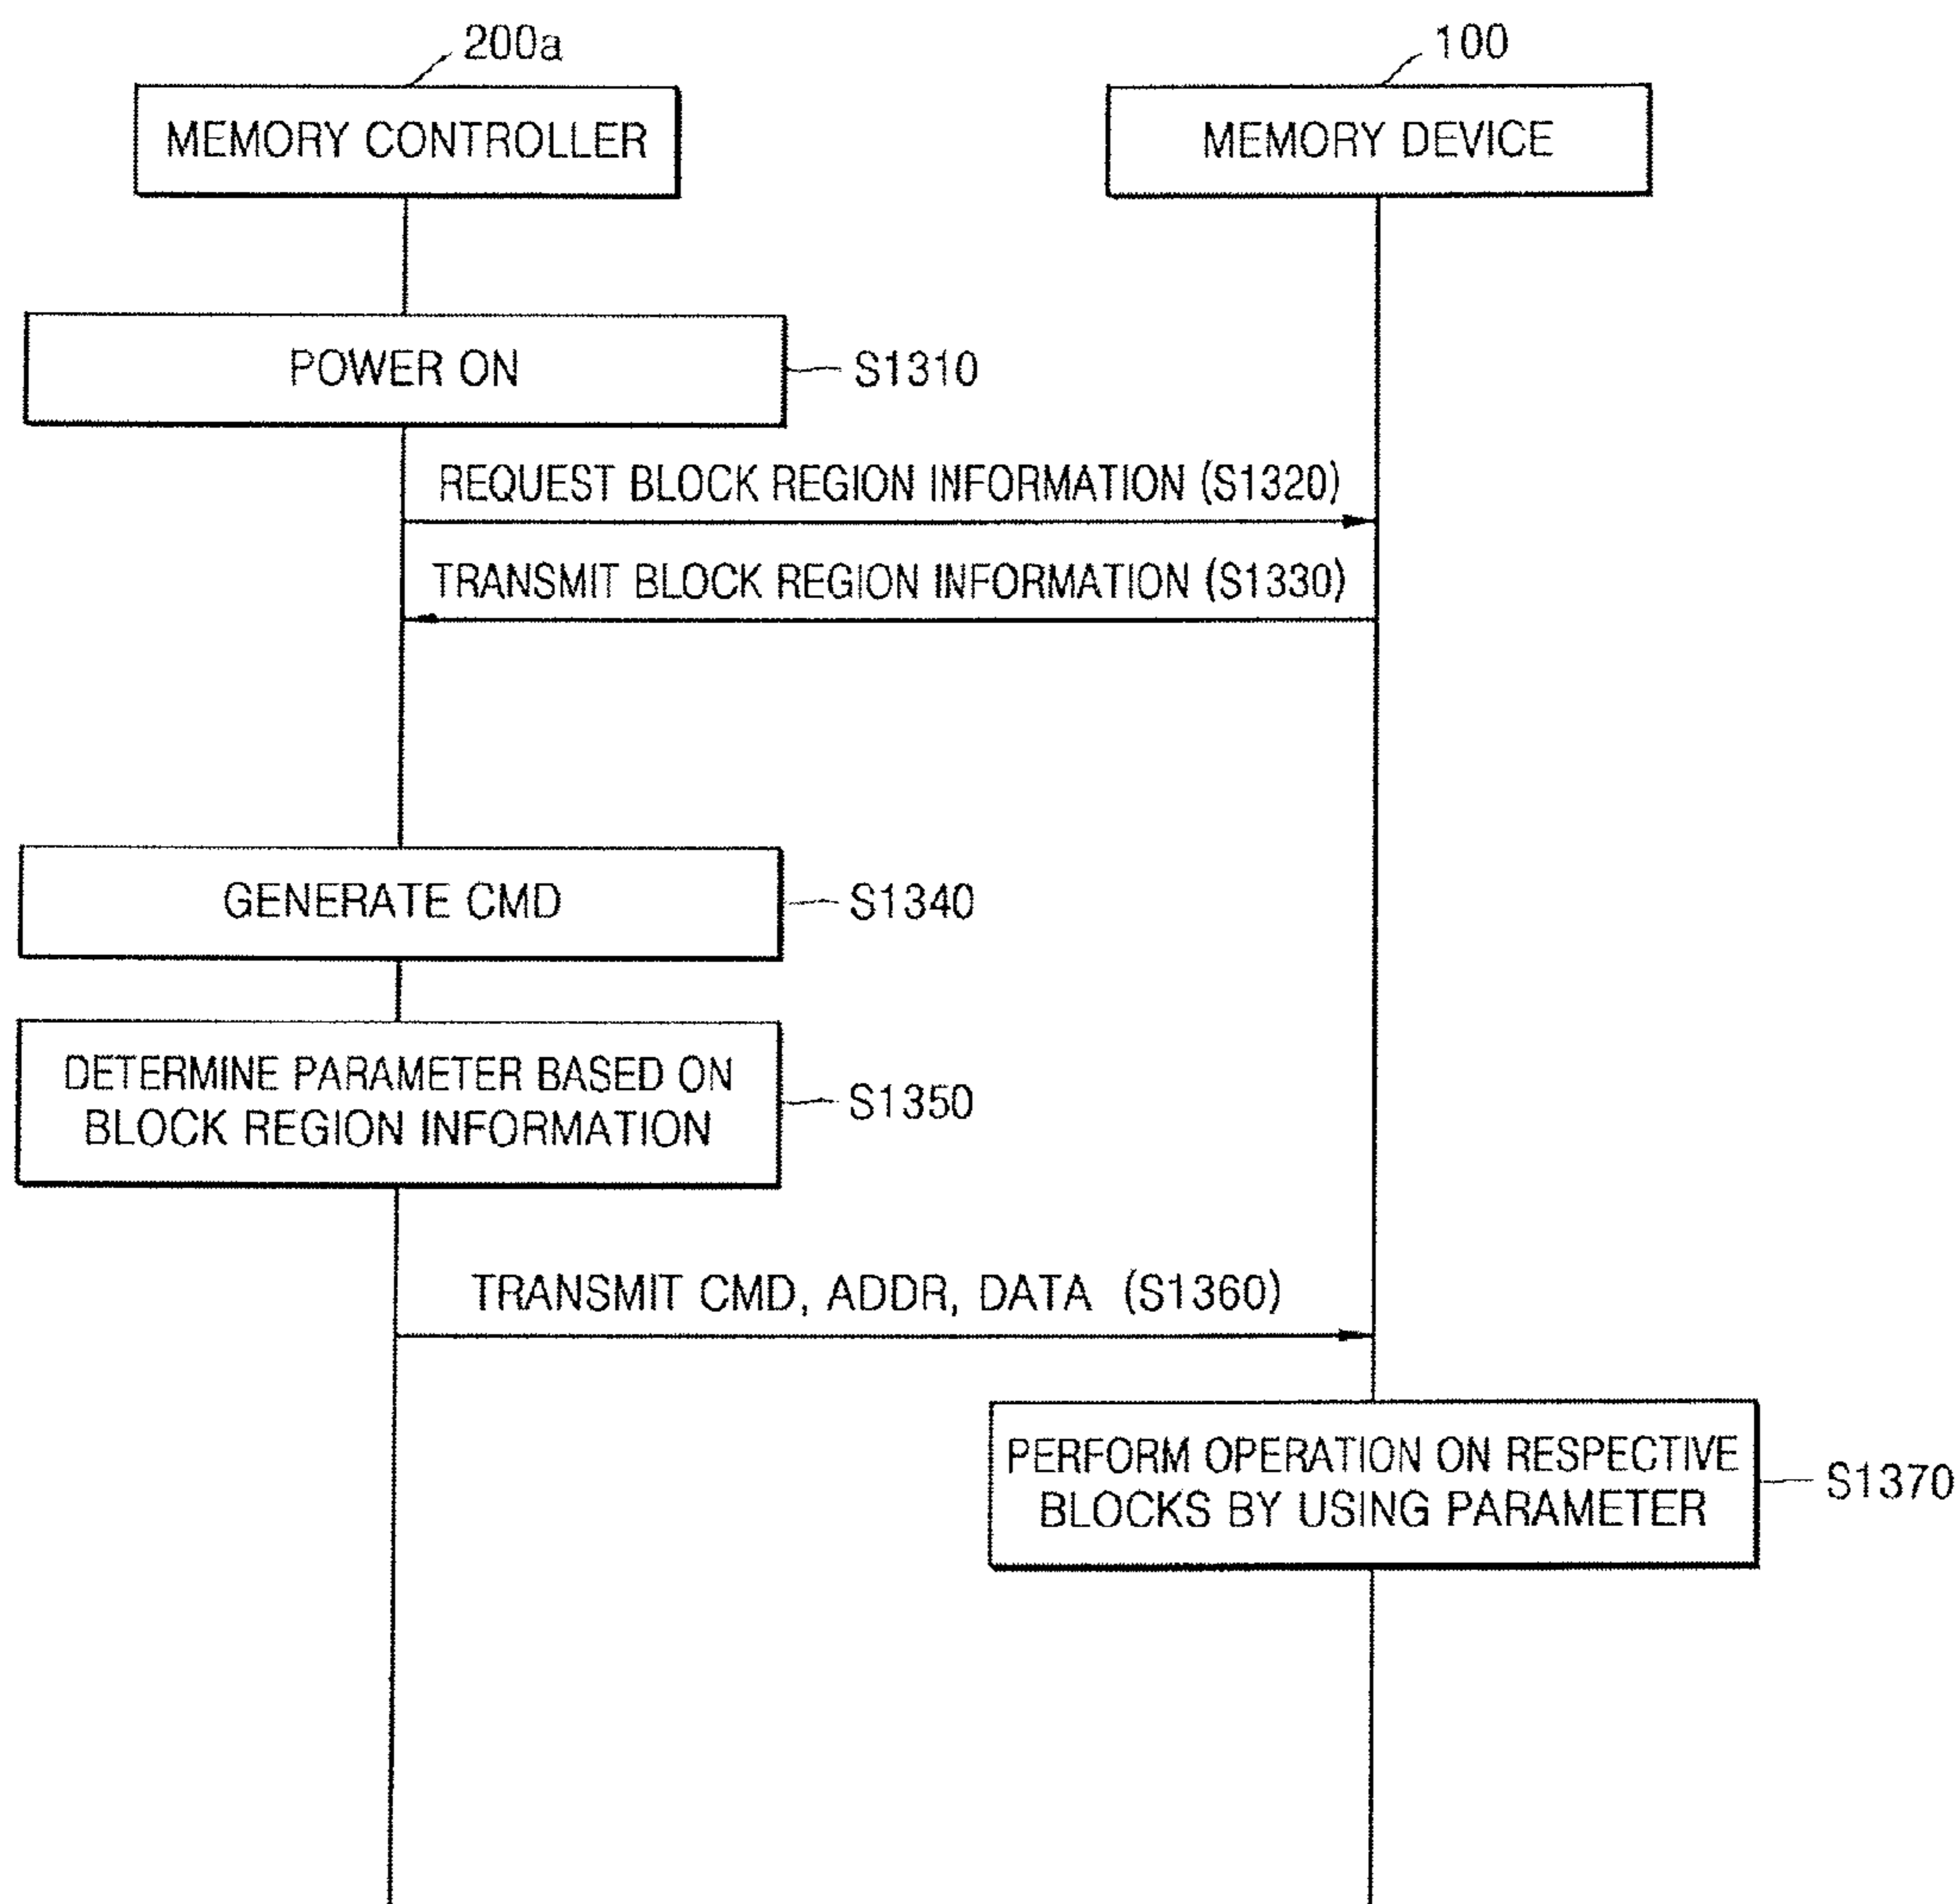 200a
100
MEMORY CONTROLLER
MEMORY DEVICE
POWER ON
S1310
REQUEST BLOCK REGION INFORMATION (S1320)
TRANSMIT BLOCK REGION INFORMATION (S1330)
GENERATE CMD
S1340
DETERMINE PARAMETER BASED ON
BLOCK REGION INFORMATION
S1350
TRANSMIT CMD, ADDR, DATA (S1360)
PERFORM OPERATION ON RESPECTIVE
BLOCKS BY USING PARAMETER
S1370